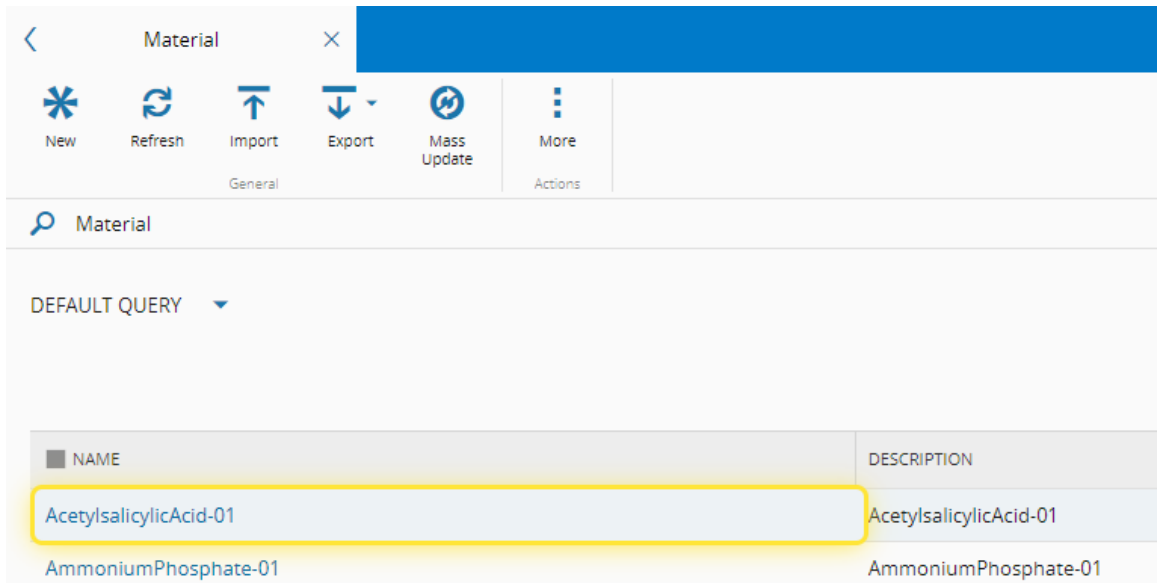 Material
New Refresh Import Export Mass Update More
General Actions
Material
DEFAULT QUERY
NAME DESCRIPTION
AcetylsalicylicAcid-01 AcetylsalicylicAcid-01
AmmoniumPhosphate-01 AmmoniumPhosphate-01